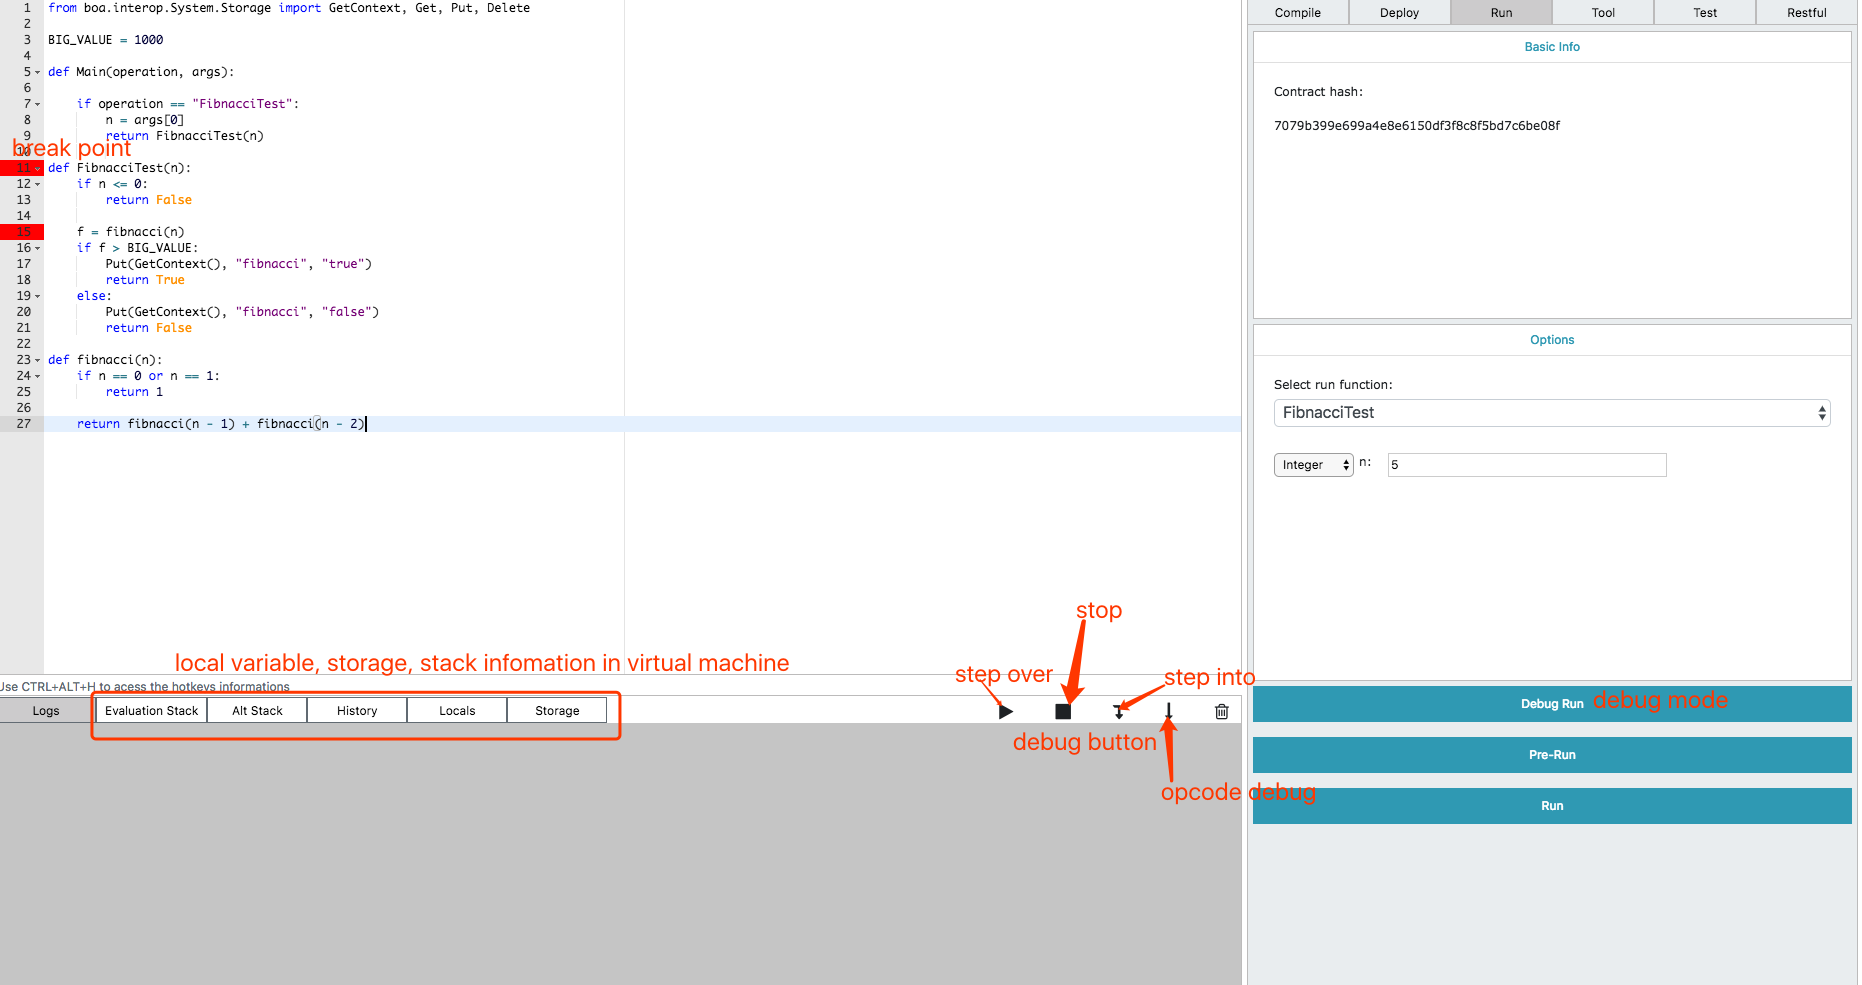 1 from boa.interop.System.Storage import GetContext, Get, Put, Delete
2
3 BIG_VALUE = 1000
4
5 def Main(operation, args):
6
7     if operation == "FibnacciTest":
8         n = args[0]
9         return FibnacciTest(n)
10
break point
11 def FibnacciTest(n):
12     if n <= 0:
13         return False
14
15     f = fibnacci(n)
16     if f > BIG_VALUE:
17         Put(GetContext(), "fibnacci", "true")
18         return True
19     else:
20         Put(GetContext(), "fibnacci", "false")
21         return False
22
23 def fibnacci(n):
24     if n == 0 or n == 1:
25         return 1
26
27     return fibnacci(n - 1) + fibnacci(n - 2)
local variable, storage, stack infomation in virtual machine
Use CTRL+ALT+H to acess the hotkeys informations
Logs Evaluation Stack Alt Stack History Locals Storage
stop
step over
step into
debug button
opcode debug
Compile Deploy Run Tool Test Restful
Basic Info
Contract hash:
7079b399e699a4e8e6150df3f8c8f5bd7c6be08f
Options
Select run function:
FibnacciTest
Integer n: 5
Debug Run debug mode
Pre-Run
Run